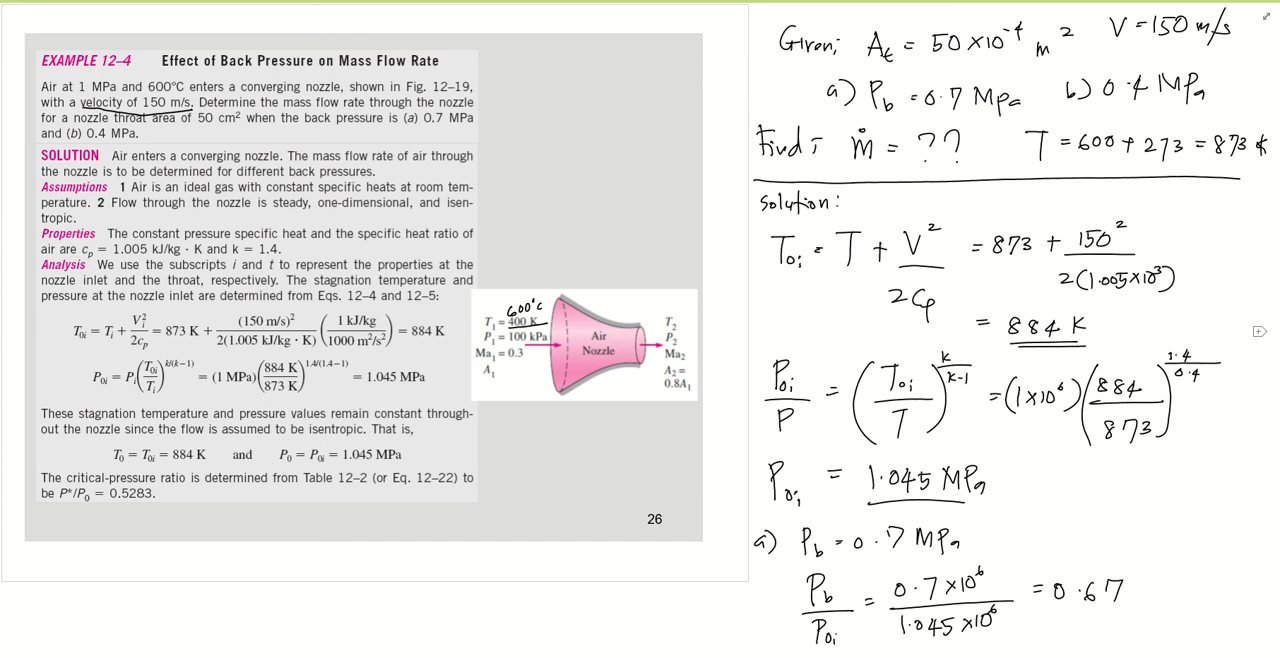 EXAMPLE 12–4 Effect of Back Pressure on Mass Flow Rate
Air at 1 MPa and 600°C enters a converging nozzle, shown in Fig. 12–19,
with a velocity of 150 m/s. Determine the mass flow rate through the nozzle
for a nozzle throat area of 50 cm² when the back pressure is (a) 0.7 MPa
and (b) 0.4 MPa.
SOLUTION Air enters a converging nozzle. The mass flow rate of air through
the nozzle is to be determined for different back pressures.
Assumptions 1 Air is an ideal gas with constant specific heats at room tem-
perature. 2 Flow through the nozzle is steady, one-dimensional, and isen-
tropic.
Properties The constant pressure specific heat and the specific heat ratio of
air are cp = 1.005 kJ/kg · K and k = 1.4.
Analysis We use the subscripts i and t to represent the properties at the
nozzle inlet and the throat, respectively. The stagnation temperature and
pressure at the nozzle inlet are determined from Eqs. 12–4 and 12–5:
T0i = Ti + Vi²/2cp = 873 K + (150 m/s)²/2(1.005 kJ/kg · K) (1 kJ/kg / 1000 m²/s²) = 884 K
P0i = Pi(T0i/Ti)^k/(k−1) = (1 MPa)(884 K/873 K)^1.4/(1.4−1) = 1.045 MPa
These stagnation temperature and pressure values remain constant through-
out the nozzle since the flow is assumed to be isentropic. That is,
T0 = T0i = 884 K and P0 = P0i = 1.045 MPa
The critical-pressure ratio is determined from Table 12–2 (or Eq. 12–22) to
be P*/P0 = 0.5283.
600°C
T1 = 400 K
P1 = 100 kPa
Ma1 = 0.3
A1
Air
Nozzle
T2
P2
Ma2
A2 =
0.8A1
26
Given; At = 50×10^-4 m² V = 150 m/s
a) Pb = 0.7 MPa b) 0.4 MPa
Find; ṁ = ?? T = 600 + 273 = 873 K
Solution:
T0i = T + V²/2Cp = 873 + 150²/2(1.005×10³)
= 884 K
P0i/P = (T0i/T)^k/k-1 = (1×10⁶)(884/873)^1.4/0.4
P0i = 1.045 MPa
a) Pb = 0.7 MPa
Pb/P0i = 0.7×10⁶/1.045×10⁶ = 0.67